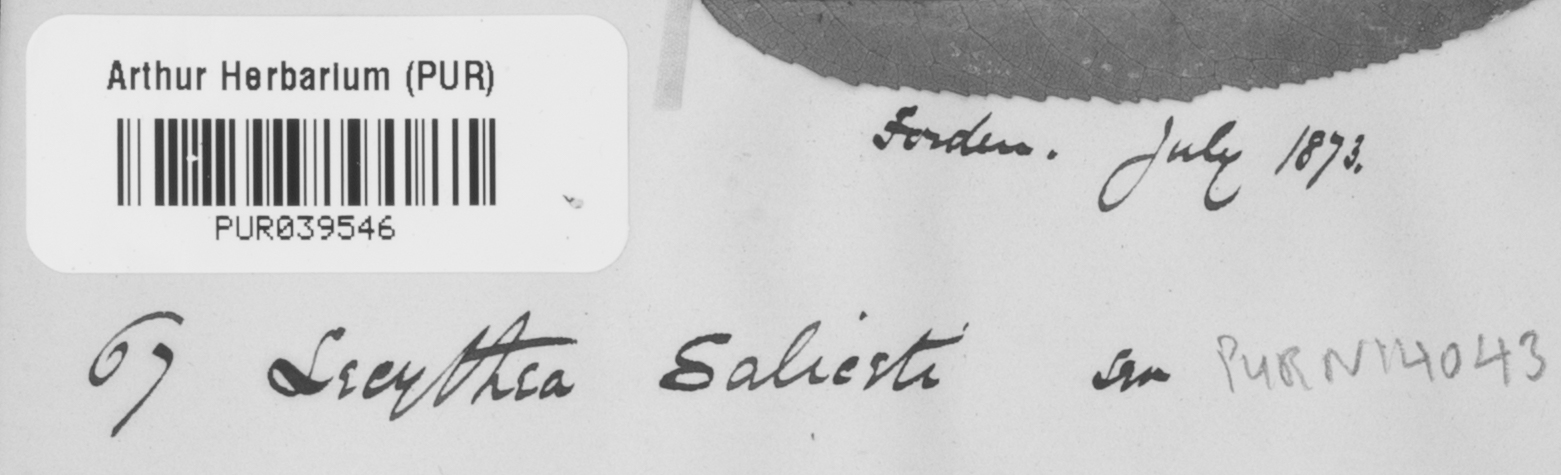 Arthur Herbarium (PUR)
PUR039546
Forden. July 1873.
67 Lecythea Saliceti PURN14043